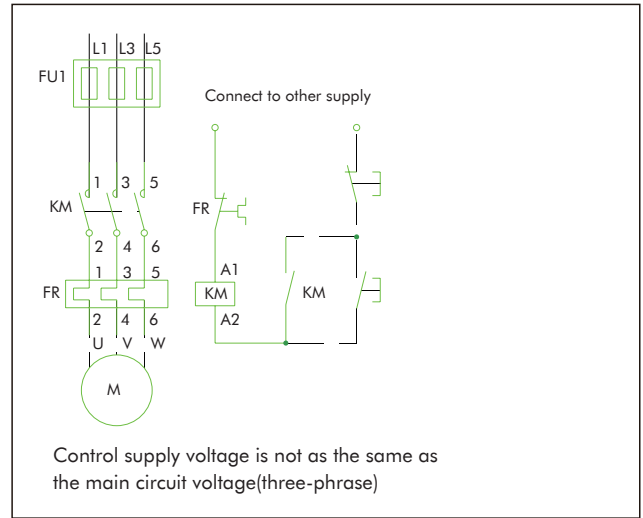 L1 L3 L5
FU1
Connect to other supply
1 3 5
KM
FR
2 4 6
1 3 5
A1
FR
KM
KM
2 4 6
A2
U V W
M
Control supply voltage is not as the same as
the main circuit voltage(three-phrase)